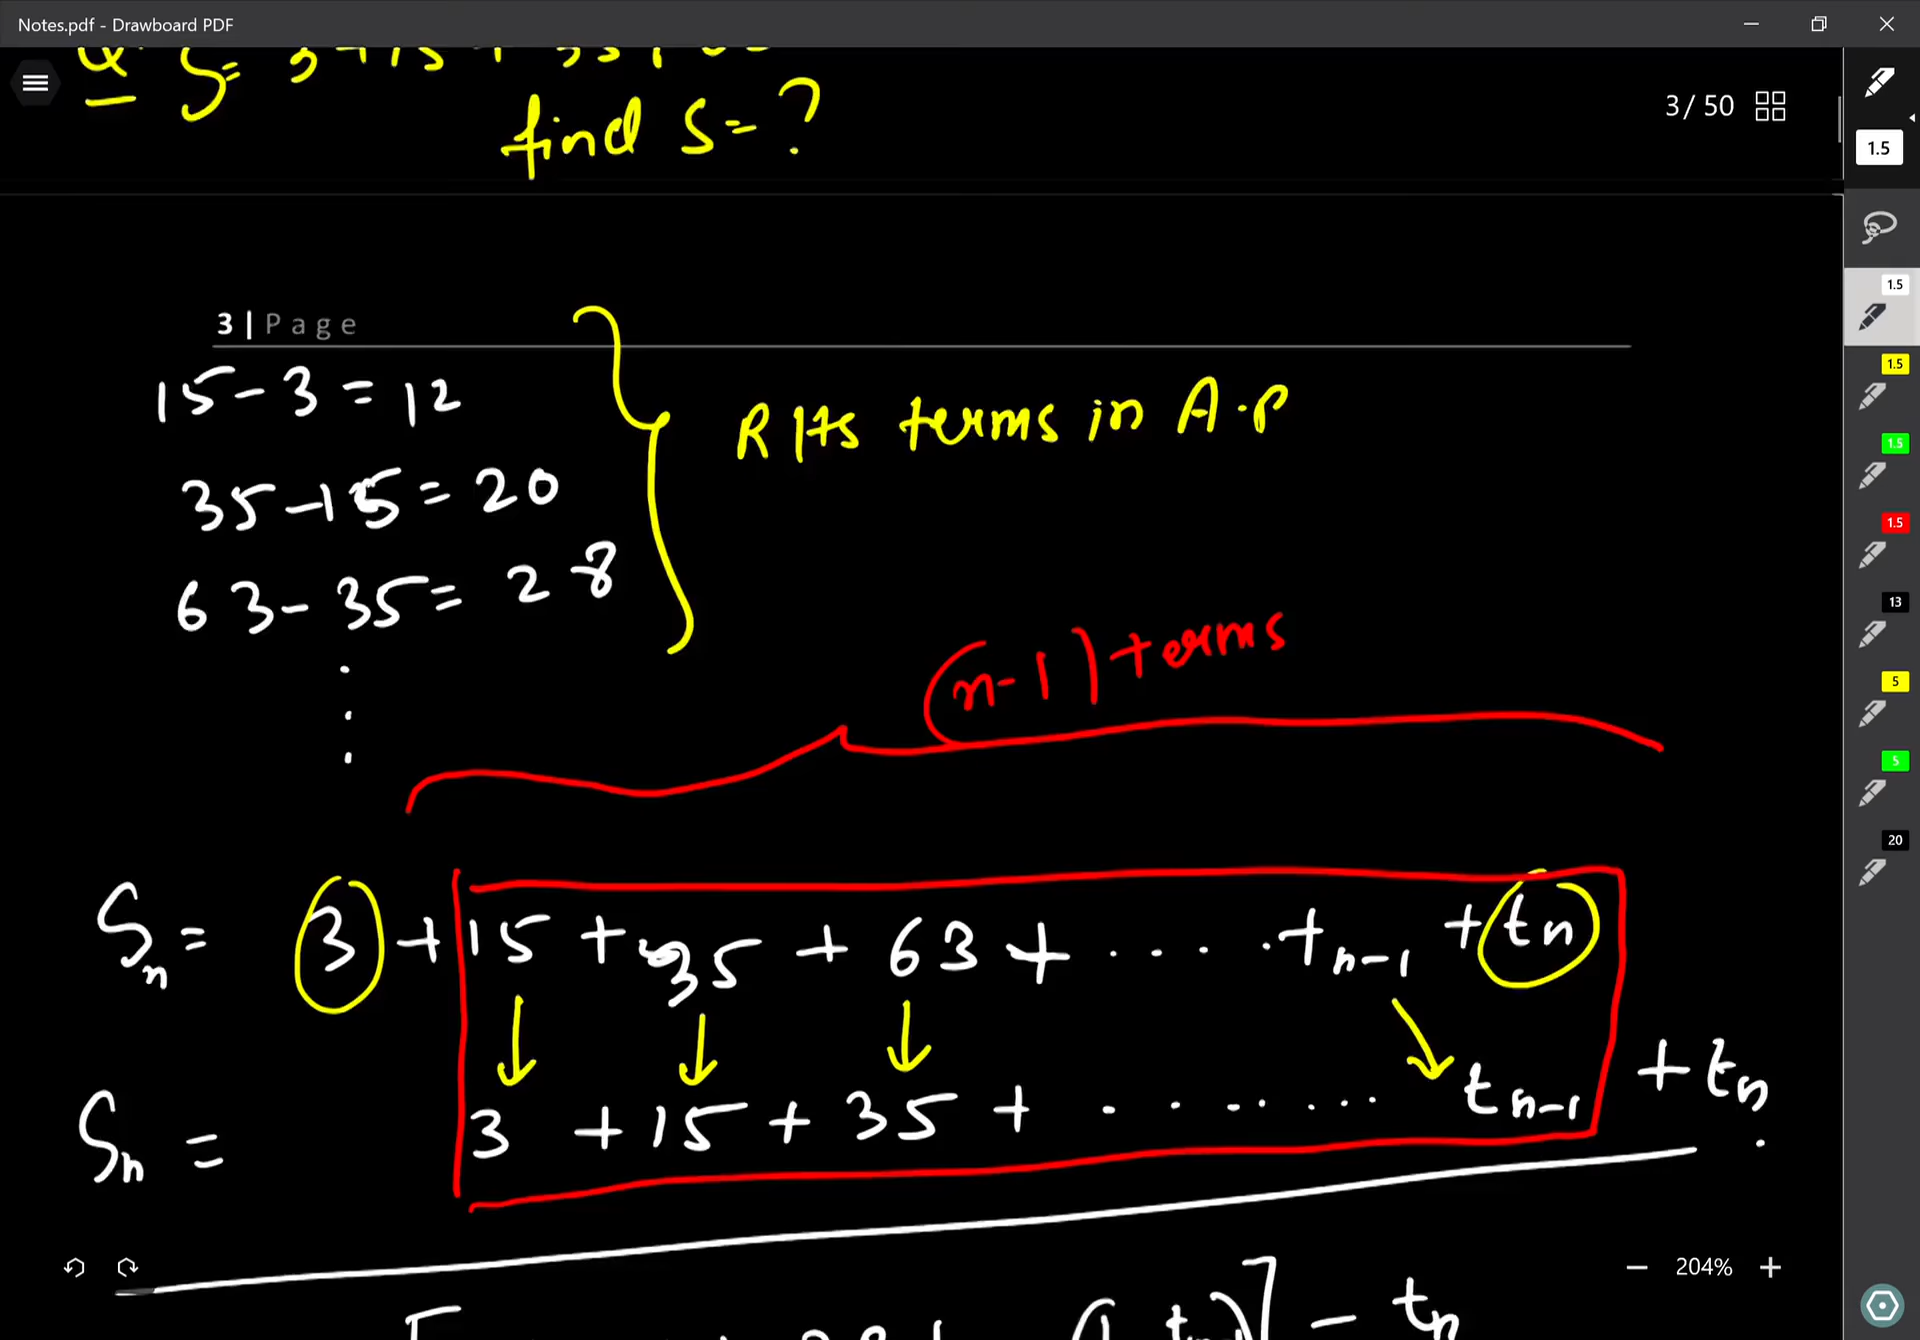 Notes.pdf - Drawboard PDF
find S = ?
3 / 50
1.5
3 | Page
15 - 3 = 12
35 - 15 = 20
63 - 35 = 28
Rlts terms in A.P
(n-1) terms
Sn = 3 + 15 + 35 + 63 + .... . tn-1 + tn
Sn = 3 + 15 + 35 + ........ tn-1 + tn
- tn
204%
1.5
1.5
1.5
1.5
13
5
5
20